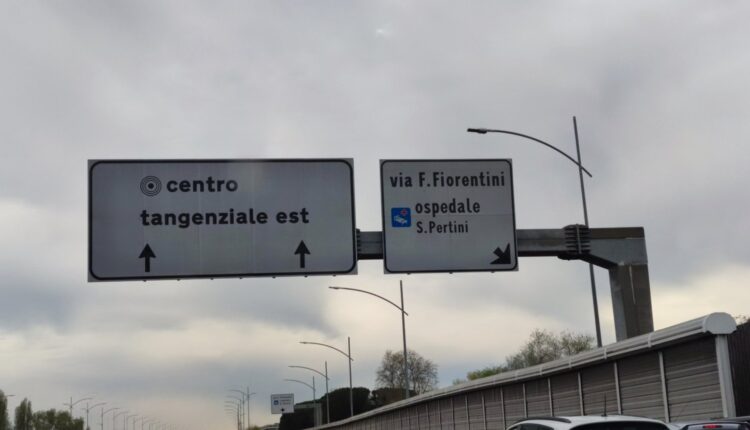 centro
tangenziale est
via F.Fiorentini
ospedale
S.Pertini